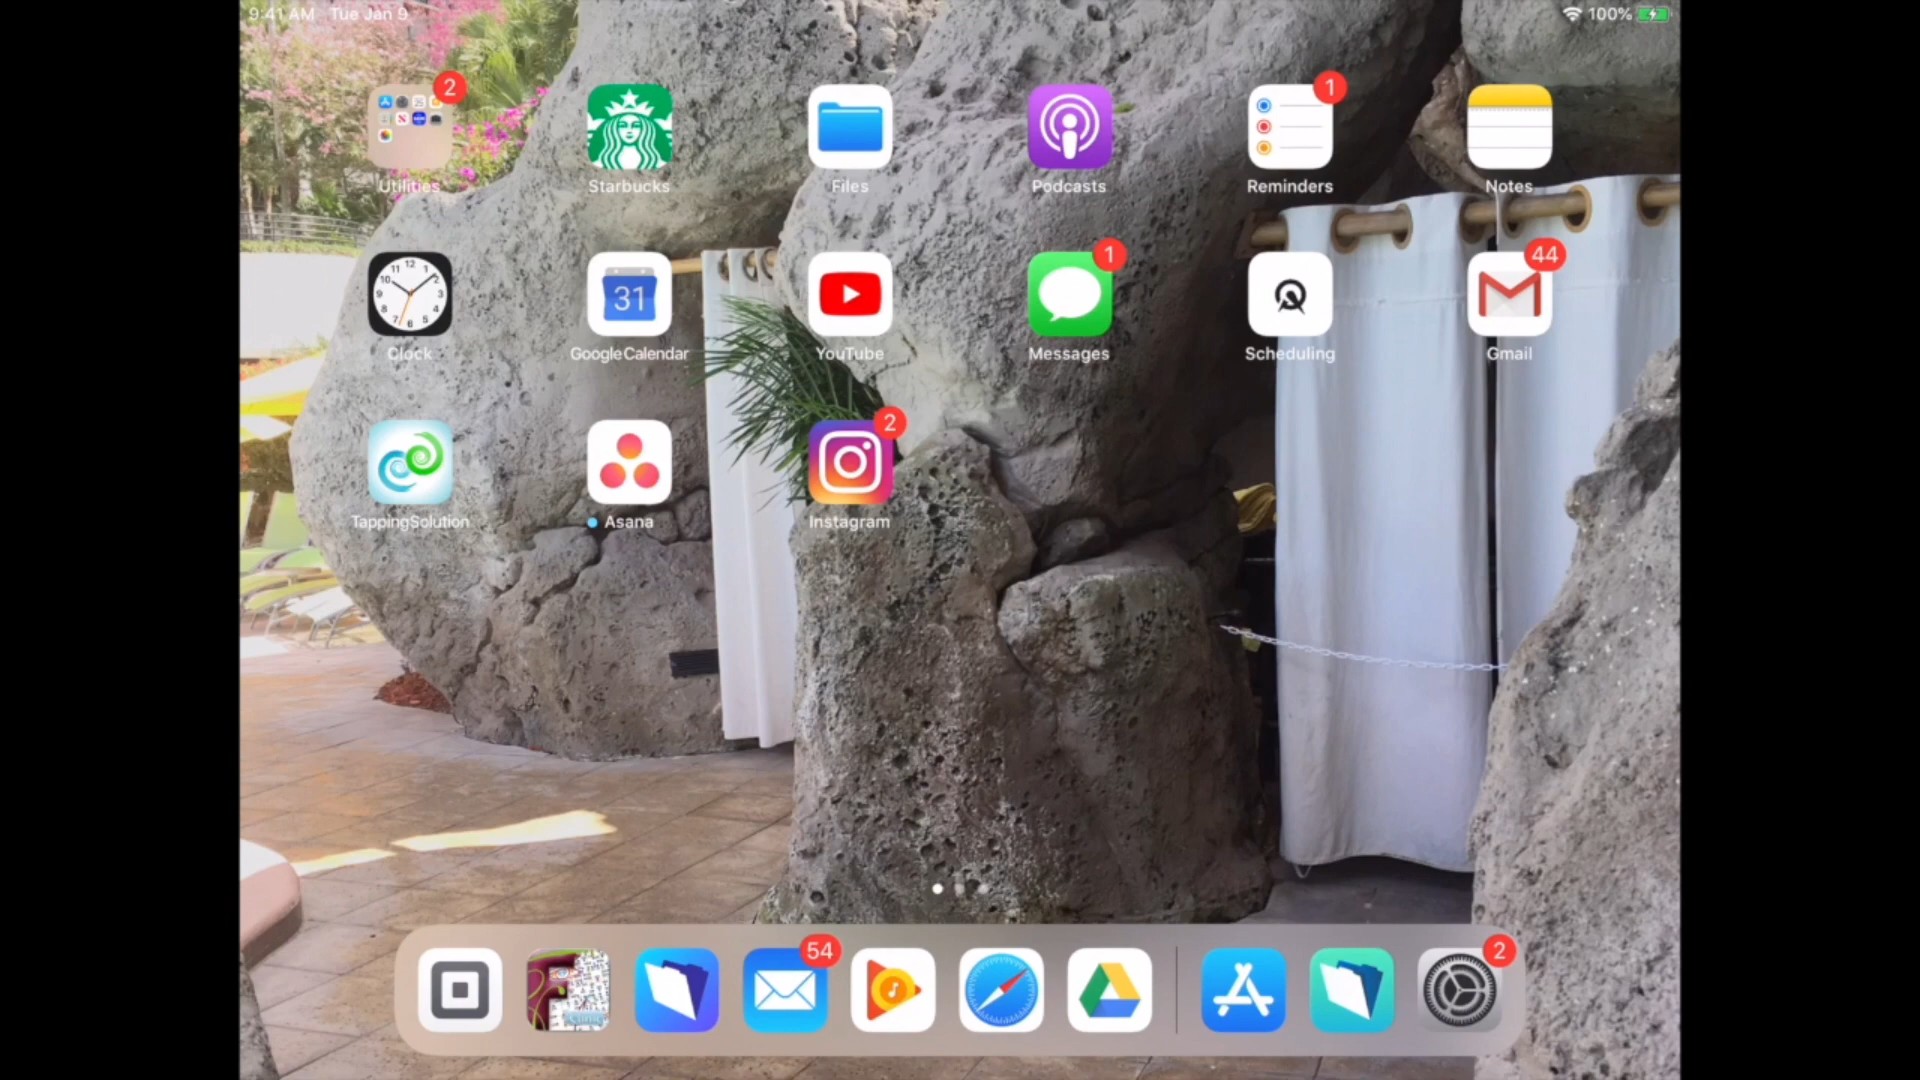 9:41 AM Tue Jan 9
100%
2
1
Utilities
Starbucks
Files
Podcasts
Reminders
Notes
31
1
44
Clock
Google Calendar
YouTube
Messages
Scheduling
Gmail
2
TappingSolution
Asana
Instagram
54
2